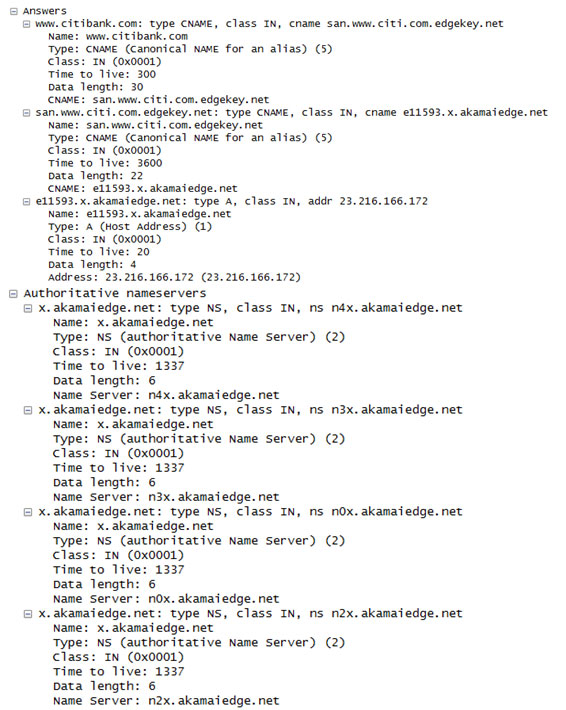 Answers
www.citibank.com: type CNAME, class IN, cname san.www.citi.com.edgekey.net
Name: www.citibank.com
Type: CNAME (Canonical NAME for an alias) (5)
Class: IN (0x0001)
Time to live: 300
Data length: 30
CNAME: san.www.citi.com.edgekey.net
san.www.citi.com.edgekey.net: type CNAME, class IN, cname e11593.x.akamaiedge.net
Name: san.www.citi.com.edgekey.net
Type: CNAME (Canonical NAME for an alias) (5)
Class: IN (0x0001)
Time to live: 3600
Data length: 22
CNAME: e11593.x.akamaiedge.net
e11593.x.akamaiedge.net: type A, class IN, addr 23.216.166.172
Name: e11593.x.akamaiedge.net
Type: A (Host Address) (1)
Class: IN (0x0001)
Time to live: 20
Data length: 4
Address: 23.216.166.172 (23.216.166.172)
Authoritative nameservers
x.akamaiedge.net: type NS, class IN, ns n4x.akamaiedge.net
Name: x.akamaiedge.net
Type: NS (authoritative Name Server) (2)
Class: IN (0x0001)
Time to live: 1337
Data length: 6
Name Server: n4x.akamaiedge.net
x.akamaiedge.net: type NS, class IN, ns n3x.akamaiedge.net
Name: x.akamaiedge.net
Type: NS (authoritative Name Server) (2)
Class: IN (0x0001)
Time to live: 1337
Data length: 6
Name Server: n3x.akamaiedge.net
x.akamaiedge.net: type NS, class IN, ns n0x.akamaiedge.net
Name: x.akamaiedge.net
Type: NS (authoritative Name Server) (2)
Class: IN (0x0001)
Time to live: 1337
Data length: 6
Name Server: n0x.akamaiedge.net
x.akamaiedge.net: type NS, class IN, ns n2x.akamaiedge.net
Name: x.akamaiedge.net
Type: NS (authoritative Name Server) (2)
Class: IN (0x0001)
Time to live: 1337
Data length: 6
Name Server: n2x.akamaiedge.net